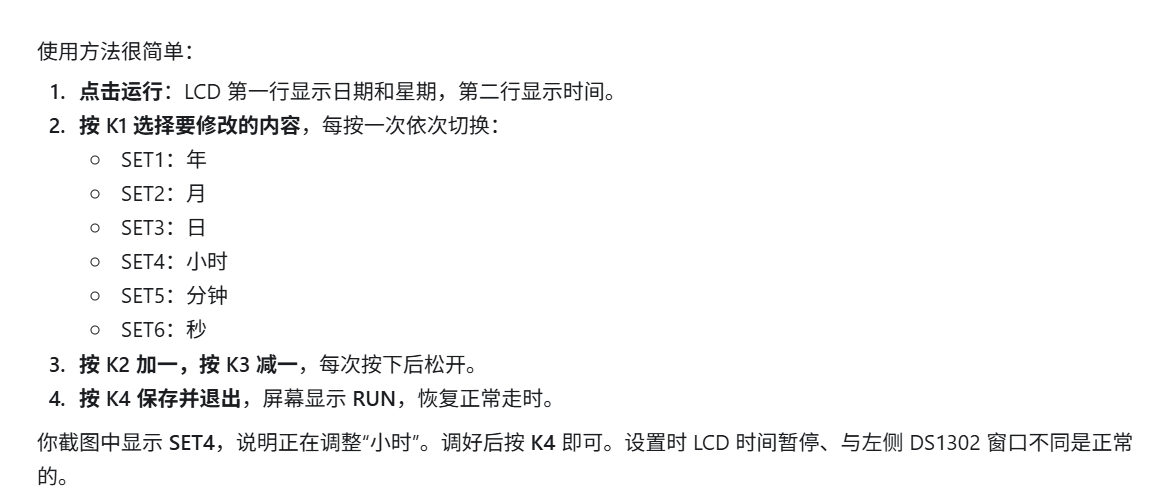 使用方法很简单：
1. 点击运行：LCD 第一行显示日期和星期，第二行显示时间。
2. 按 K1 选择要修改的内容，每按一次依次切换：
○ SET1：年
○ SET2：月
○ SET3：日
○ SET4：小时
○ SET5：分钟
○ SET6：秒
3. 按 K2 加一，按 K3 减一，每次按下后松开。
4. 按 K4 保存并退出，屏幕显示 RUN，恢复正常走时。
你截图中显示 SET4，说明正在调整“小时”。调好后按 K4 即可。设置时 LCD 时间暂停、与左侧 DS1302 窗口不同是正常
的。